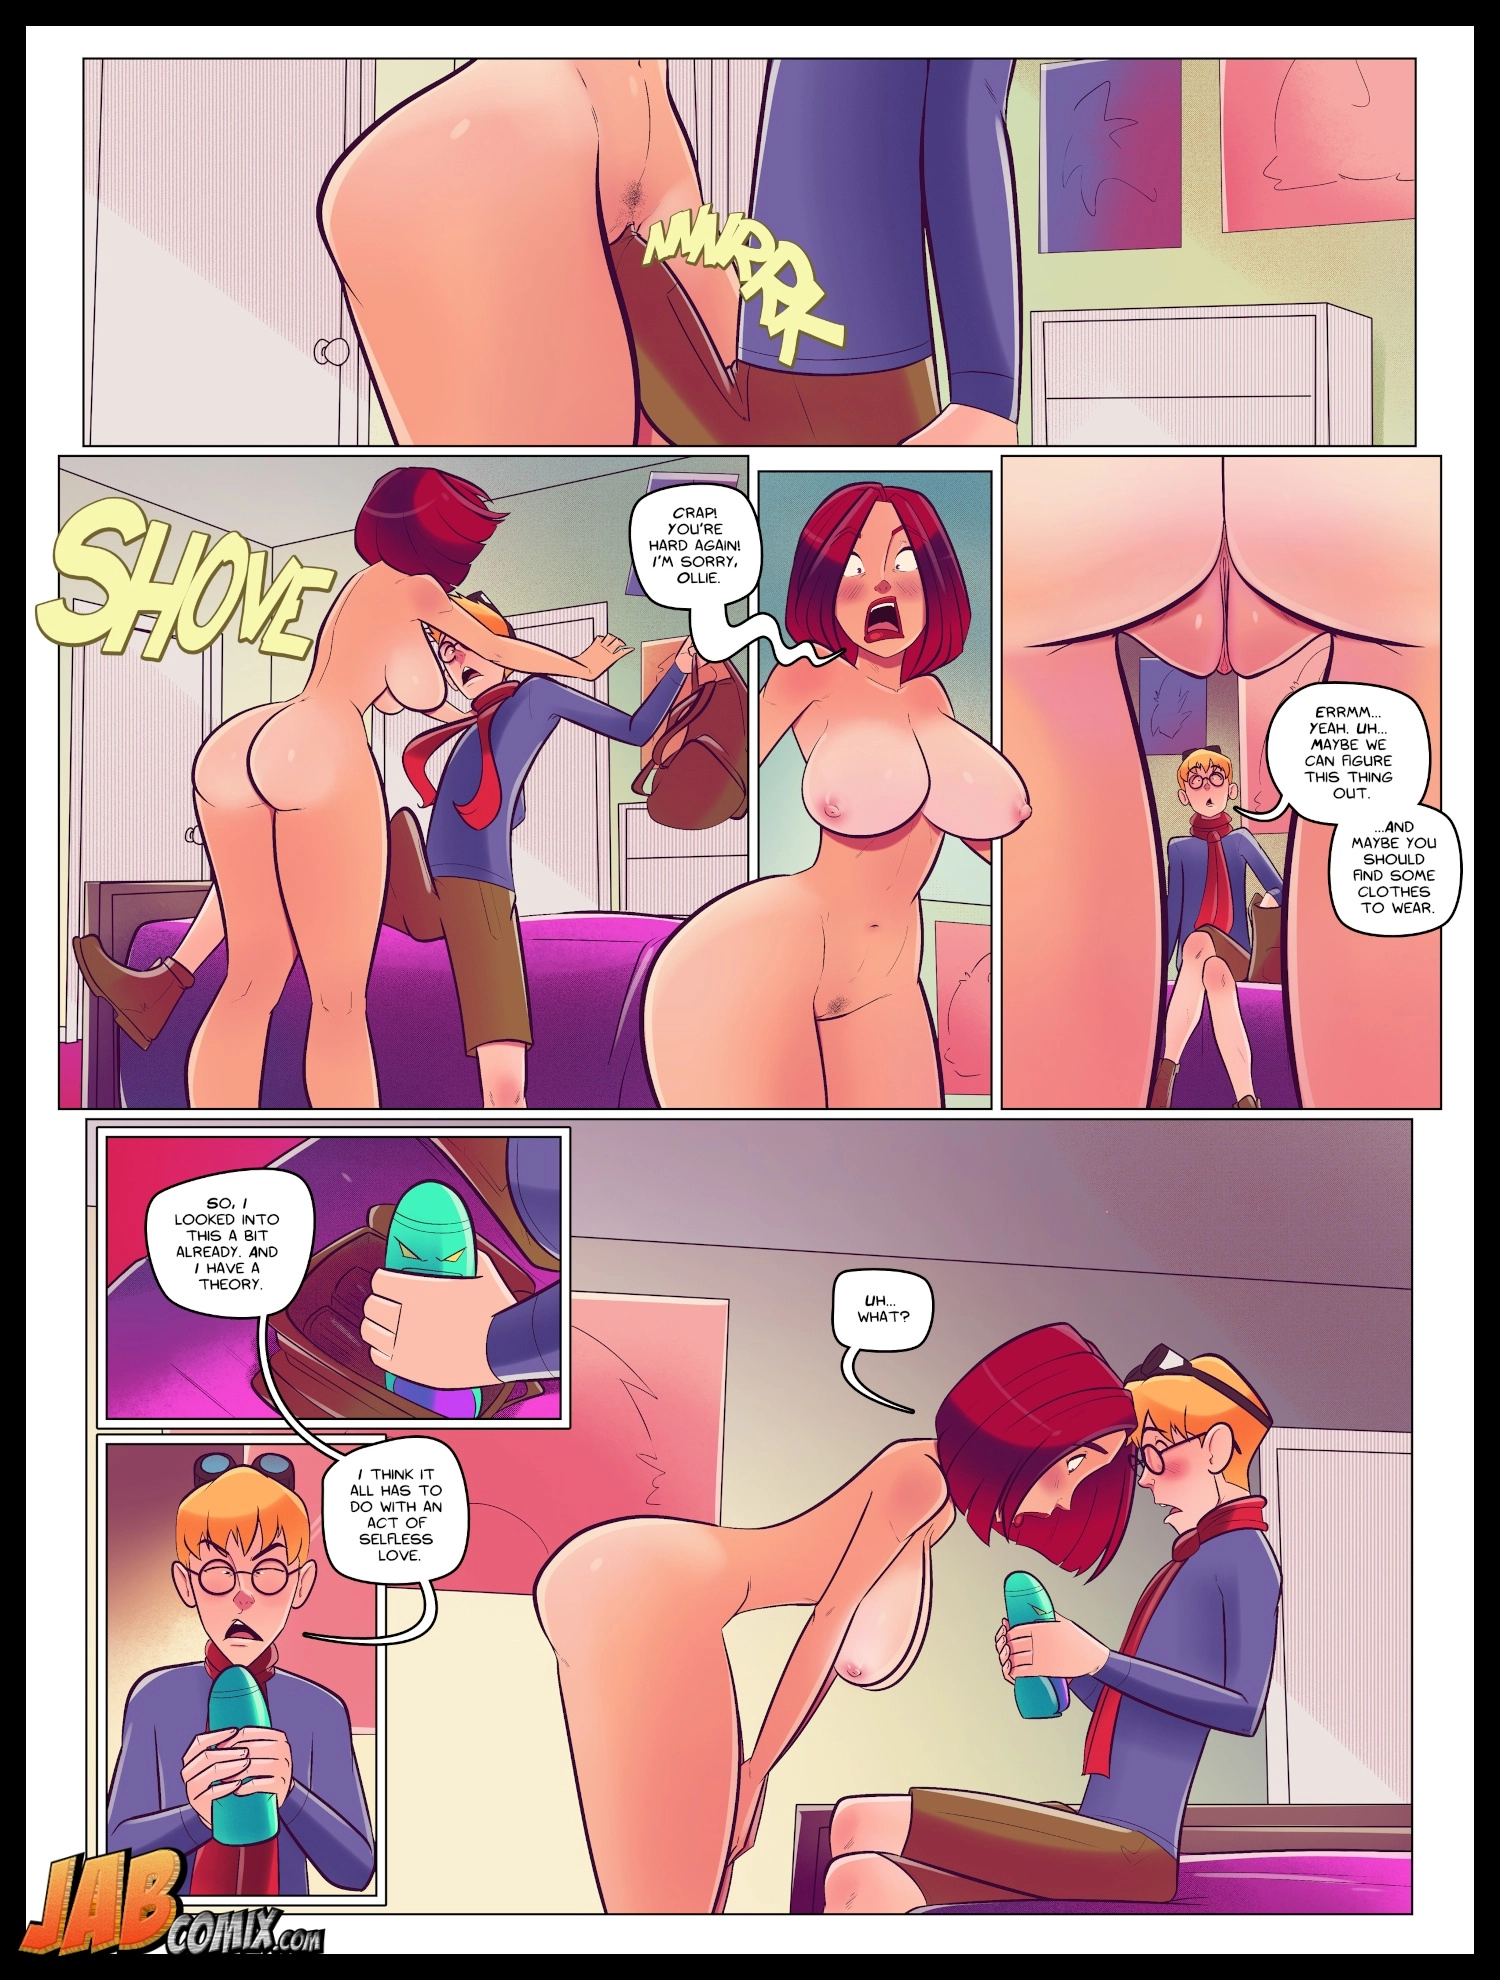 NNNRRK
SHOVE
CRAP!
YOU'RE
HARD AGAIN!
I'M SORRY,
OLLIE.
ERRMM...
YEAH. UH...
MAYBE WE
CAN FIGURE
THIS THING
OUT.
...AND
MAYBE YOU
SHOULD
FIND SOME
CLOTHES
TO WEAR.
SO, I
LOOKED INTO
THIS A BIT
ALREADY. AND
I HAVE A
THEORY.
I THINK IT
ALL HAS TO
DO WITH AN
ACT OF
SELFLESS
LOVE.
UH...
WHAT?
JAB
COMIX.COM